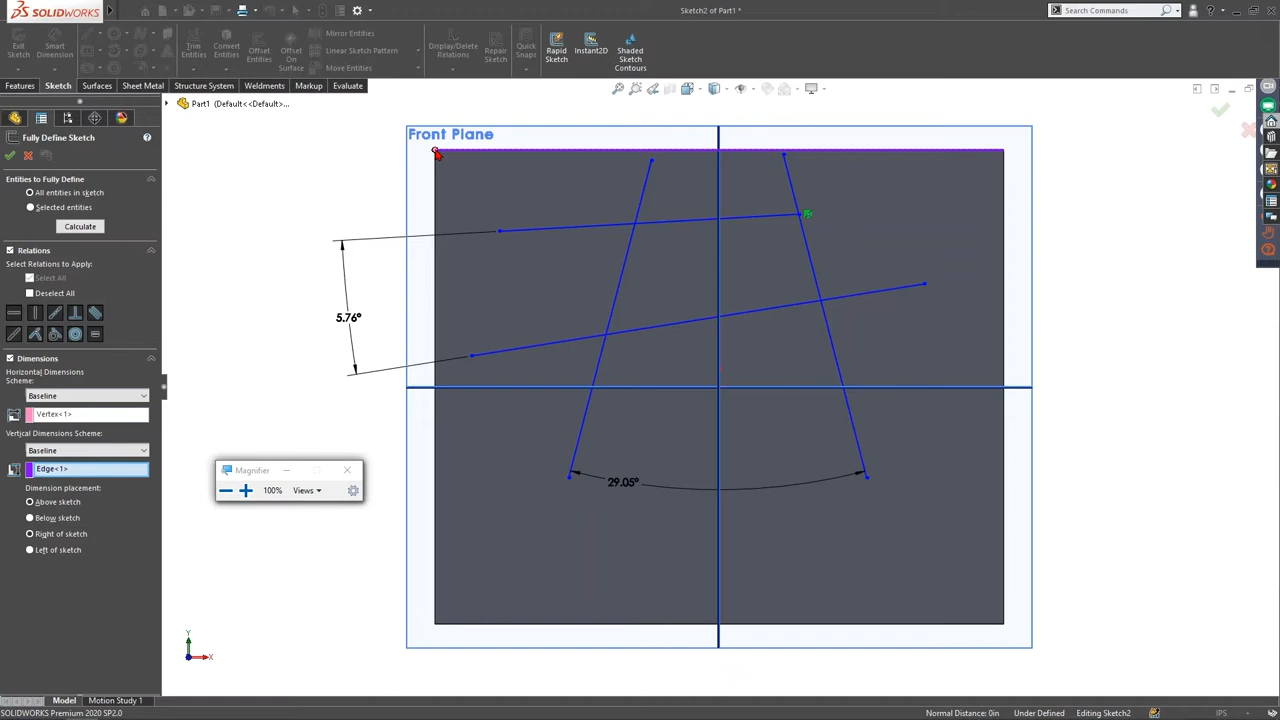 SOLIDWORKS
Sketch2 of Part1 *
Search Commands
Exit Sketch
Smart Dimension
Trim Entities
Convert Entities
Offset Entities
Offset On Surface
Mirror Entities
Linear Sketch Pattern
Move Entities
Display/Delete Relations
Repair Sketch
Quick Snaps
Rapid Sketch
Instant2D
Shaded Sketch Contours
Features
Sketch
Surfaces
Sheet Metal
Structure System
Weldments
Markup
Evaluate
Part1 (Default<<Default>...
Fully Define Sketch
Entities to Fully Define
All entities in sketch
Selected entities
Calculate
Relations
Select Relations to Apply:
Select All
Deselect All
Dimensions
Horizontal Dimensions
Scheme:
Baseline
Vertex<1>
Vertical Dimensions Scheme:
Baseline
Edge<1>
Dimension placement:
Above sketch
Below sketch
Right of sketch
Left of sketch
Front Plane
5.76°
29.05°
Magnifier
100%
Views
Y
X
Model
Motion Study 1
SOLIDWORKS Premium 2020 SP2.0
Normal Distance: 0in
Under Defined
Editing Sketch2
IPS